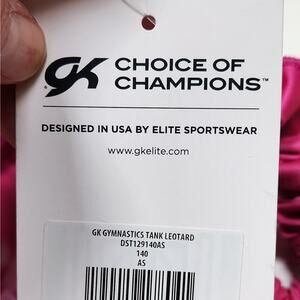 GK CHOICE OF
CHAMPIONS™
DESIGNED IN USA BY ELITE SPORTSWEAR
www.gkelite.com
GK GYMNASTICS TANK LEOTARD
DST129140AS
140
AS